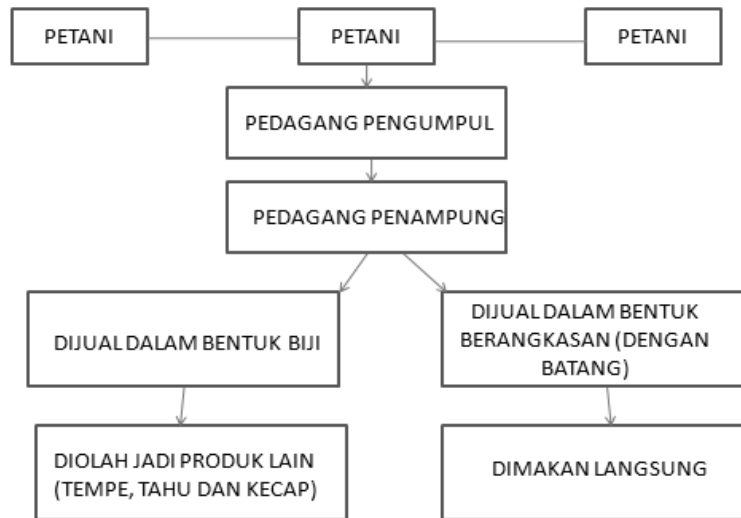 PETANI
PETANI
PETANI
PEDAGANG PENGUMPUL
PEDAGANG PENAMPUNG
DIJUAL DALAM BENTUK BIJI
DIJUAL DALAM BENTUK
BERANGKASAN (DENGAN
BATANG)
DIOLAH JADI PRODUK LAIN
(TEMPE, TAHU DAN KECAP)
DIMAKAN LANGSUNG